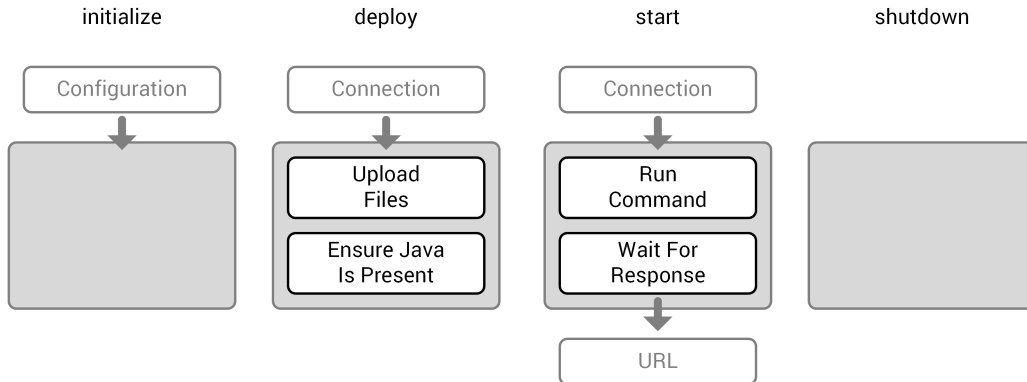 initialize
deploy
start
shutdown
Configuration
Connection
Connection
Upload
Files
Run
Command
Ensure Java
Is Present
Wait For
Response
URL